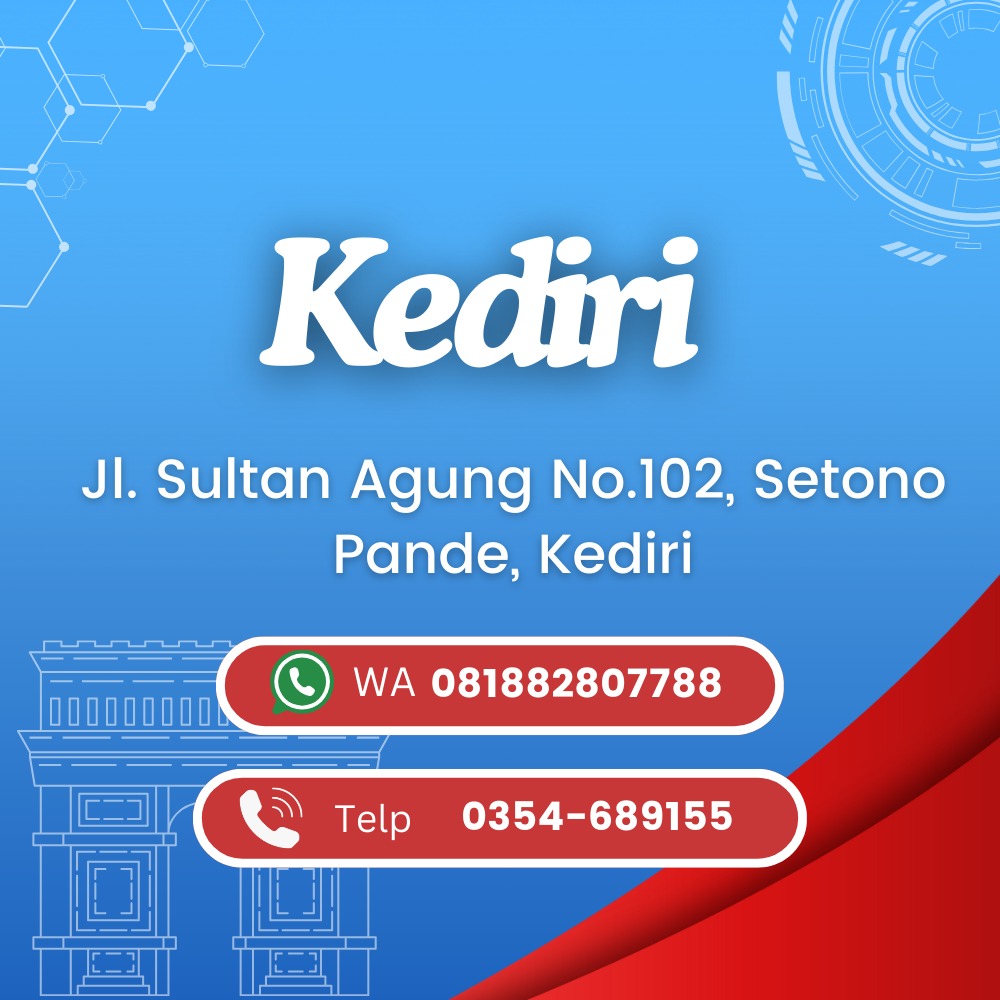 Kediri
Jl. Sultan Agung No.102, Setono
Pande, Kediri
WA 081882807788
Telp 0354-689155